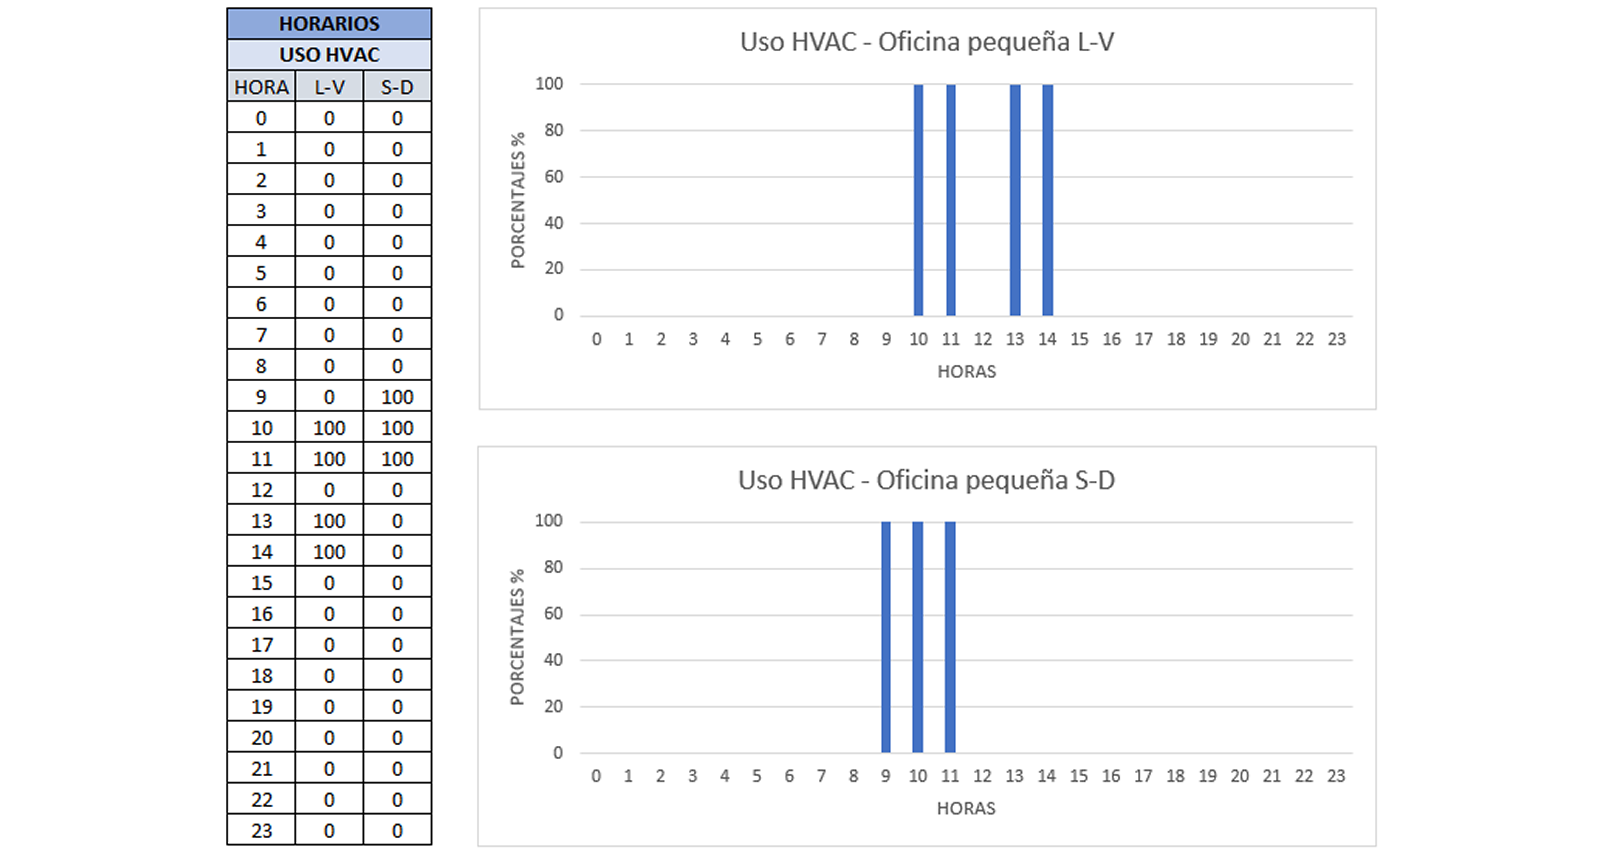 HORARIOS
USO HVAC
HORA L-V S-D
0 0 0
1 0 0
2 0 0
3 0 0
4 0 0
5 0 0
6 0 0
7 0 0
8 0 0
9 0 100
10 100 100
11 100 100
12 0 0
13 100 0
14 100 0
15 0 0
16 0 0
17 0 0
18 0 0
19 0 0
20 0 0
21 0 0
22 0 0
23 0 0
Uso HVAC - Oficina pequeña L-V
PORCENTAJES %
100
80
60
40
20
0
0 1 2 3 4 5 6 7 8 9 10 11 12 13 14 15 16 17 18 19 20 21 22 23
HORAS
Uso HVAC - Oficina pequeña S-D
PORCENTAJES %
100
80
60
40
20
0
0 1 2 3 4 5 6 7 8 9 10 11 12 13 14 15 16 17 18 19 20 21 22 23
HORAS